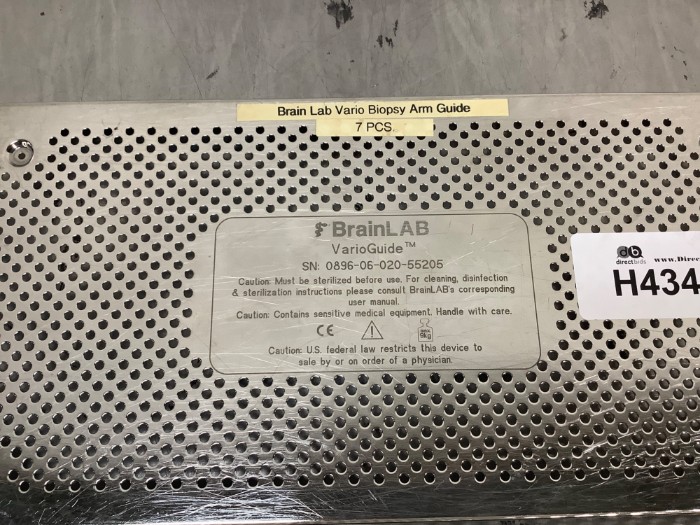 Brain Lab Vario Biopsy Arm Guide
7 PCS.
BrainLAB
VarioGuide™
SN: 0896-06-020-55205
Caution: Must be sterilized before use. For cleaning, disinfection
& sterilization instructions please consult BrainLAB's corresponding
user manual.
Caution: Contains sensitive medical equipment. Handle with care.
CE
Caution: U.S. federal law restricts this device to
sale by or on order of a physician.
db
directbids
www.Direc
H434